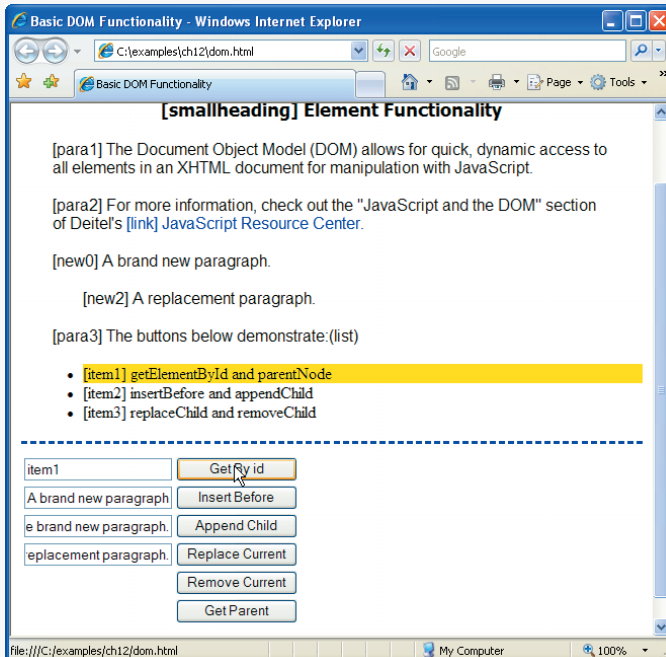 Basic DOM Functionality - Windows Internet Explorer
C:\examples\ch12\dom.html
Google
Basic DOM Functionality
Page
Tools
»
[smallheading] Element Functionality
[para1] The Document Object Model (DOM) allows for quick, dynamic access to
all elements in an XHTML document for manipulation with JavaScript.
[para2] For more information, check out the "JavaScript and the DOM" section
of Deitel's [link] JavaScript Resource Center.
[new0] A brand new paragraph.
[new2] A replacement paragraph.
[para3] The buttons below demonstrate:(list)
• [item1] getElementById and parentNode
• [item2] insertBefore and appendChild
• [item3] replaceChild and removeChild
item1 Get By id
A brand new paragraph Insert Before
e brand new paragraph. Append Child
replacement paragraph. Replace Current
Remove Current
Get Parent
file:///C:/examples/ch12/dom.html My Computer 100%